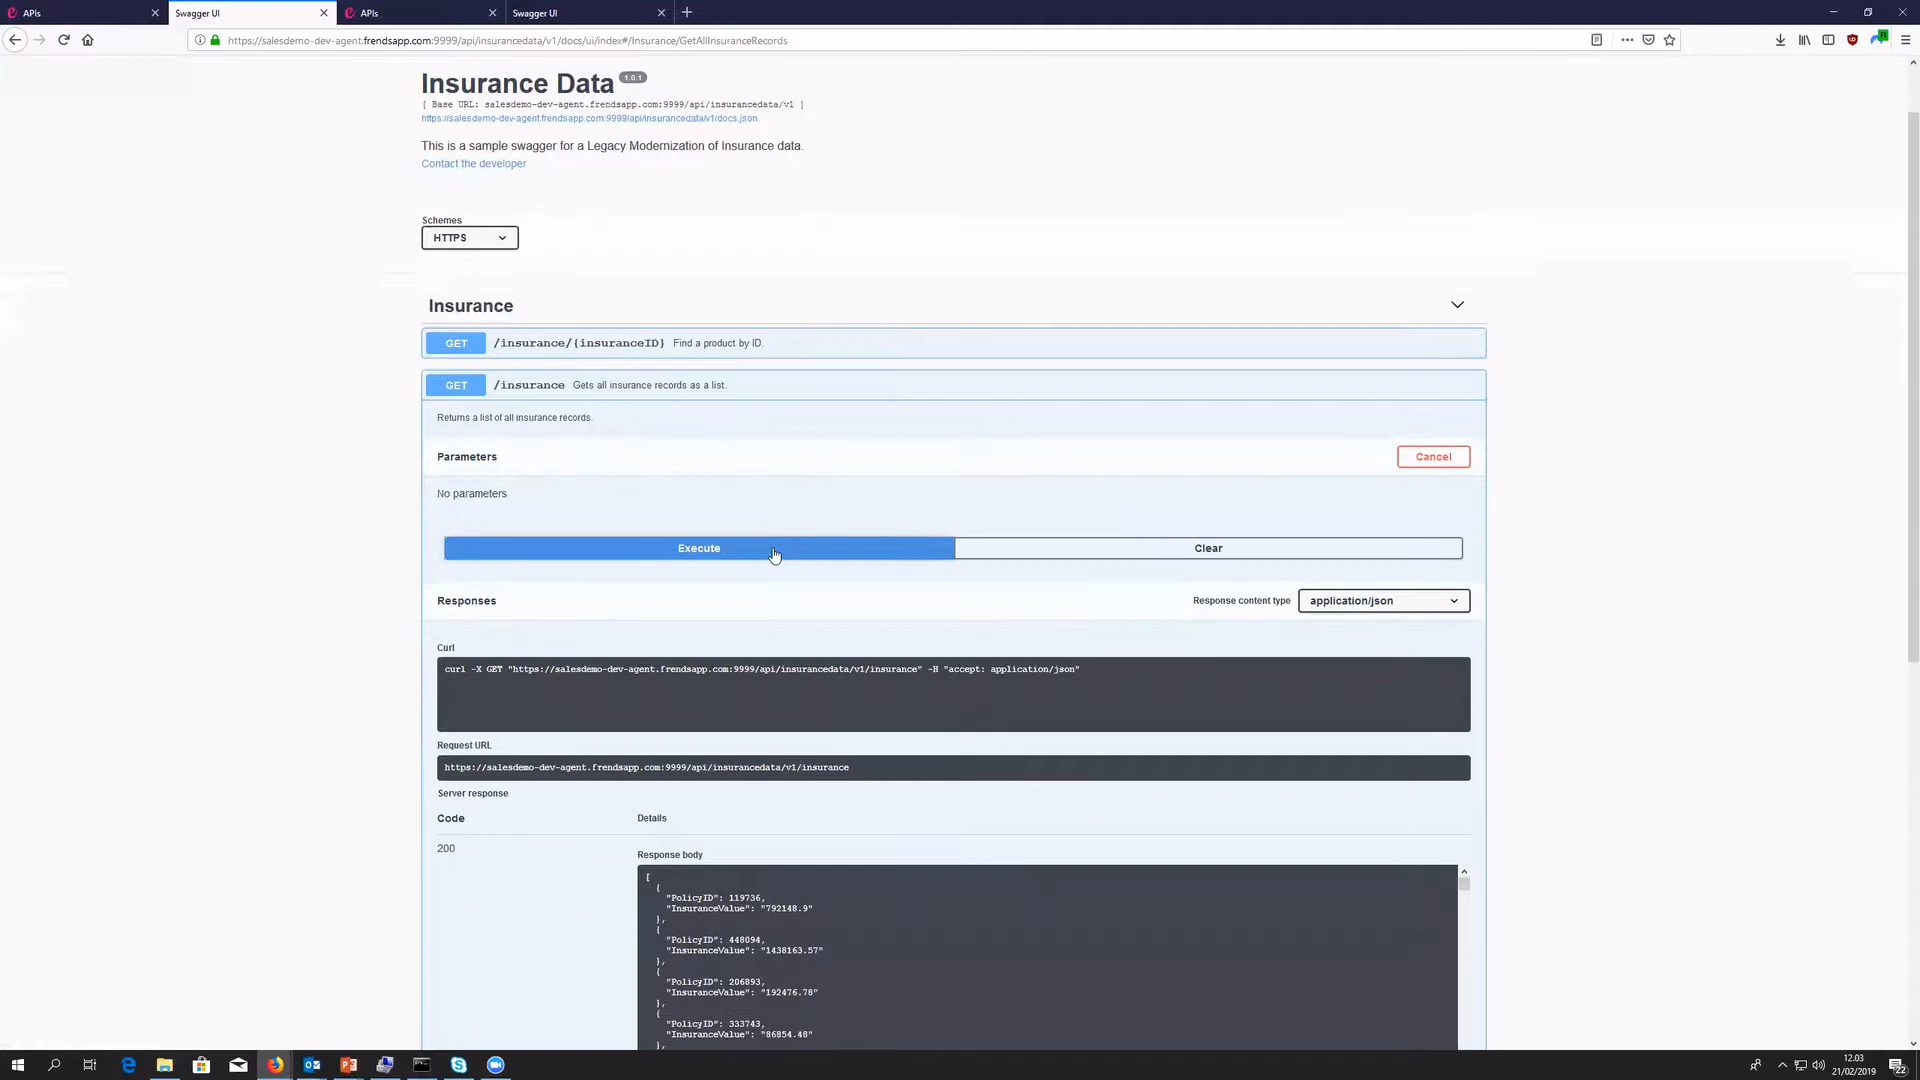 APIs
Swagger UI
APIs
Swagger UI
https://salesdemo-dev-agent.frendsapp.com:9999/api/insurancedata/v1/docs/ui/index#/Insurance/GetAllInsuranceRecords
Insurance Data 1.0.1
[ Base URL: salesdemo-dev-agent.frendsapp.com:9999/api/insurancedata/v1 ]
https://salesdemo-dev-agent.frendsapp.com:9999/api/insurancedata/v1/docs.json
This is a sample swagger for a Legacy Modernization of Insurance data.
Contact the developer
Schemes
HTTPS
Insurance
GET /insurance/{insuranceID} Find a product by ID.
GET /insurance Gets all insurance records as a list.
Returns a list of all insurance records.
Parameters
Cancel
No parameters
Execute
Clear
Responses
Response content type
application/json
Curl
curl -X GET "https://salesdemo-dev-agent.frendsapp.com:9999/api/insurancedata/v1/insurance" -H "accept: application/json"
Request URL
https://salesdemo-dev-agent.frendsapp.com:9999/api/insurancedata/v1/insurance
Server response
Code
Details
200
Response body
[
{
"PolicyID": 119736,
"InsuranceValue": "792148.9"
},
{
"PolicyID": 448094,
"InsuranceValue": "1438163.57"
},
{
"PolicyID": 206893,
"InsuranceValue": "192476.78"
},
{
"PolicyID": 333743,
"InsuranceValue": "86854.48"
},
12.03
21/02/2019
22